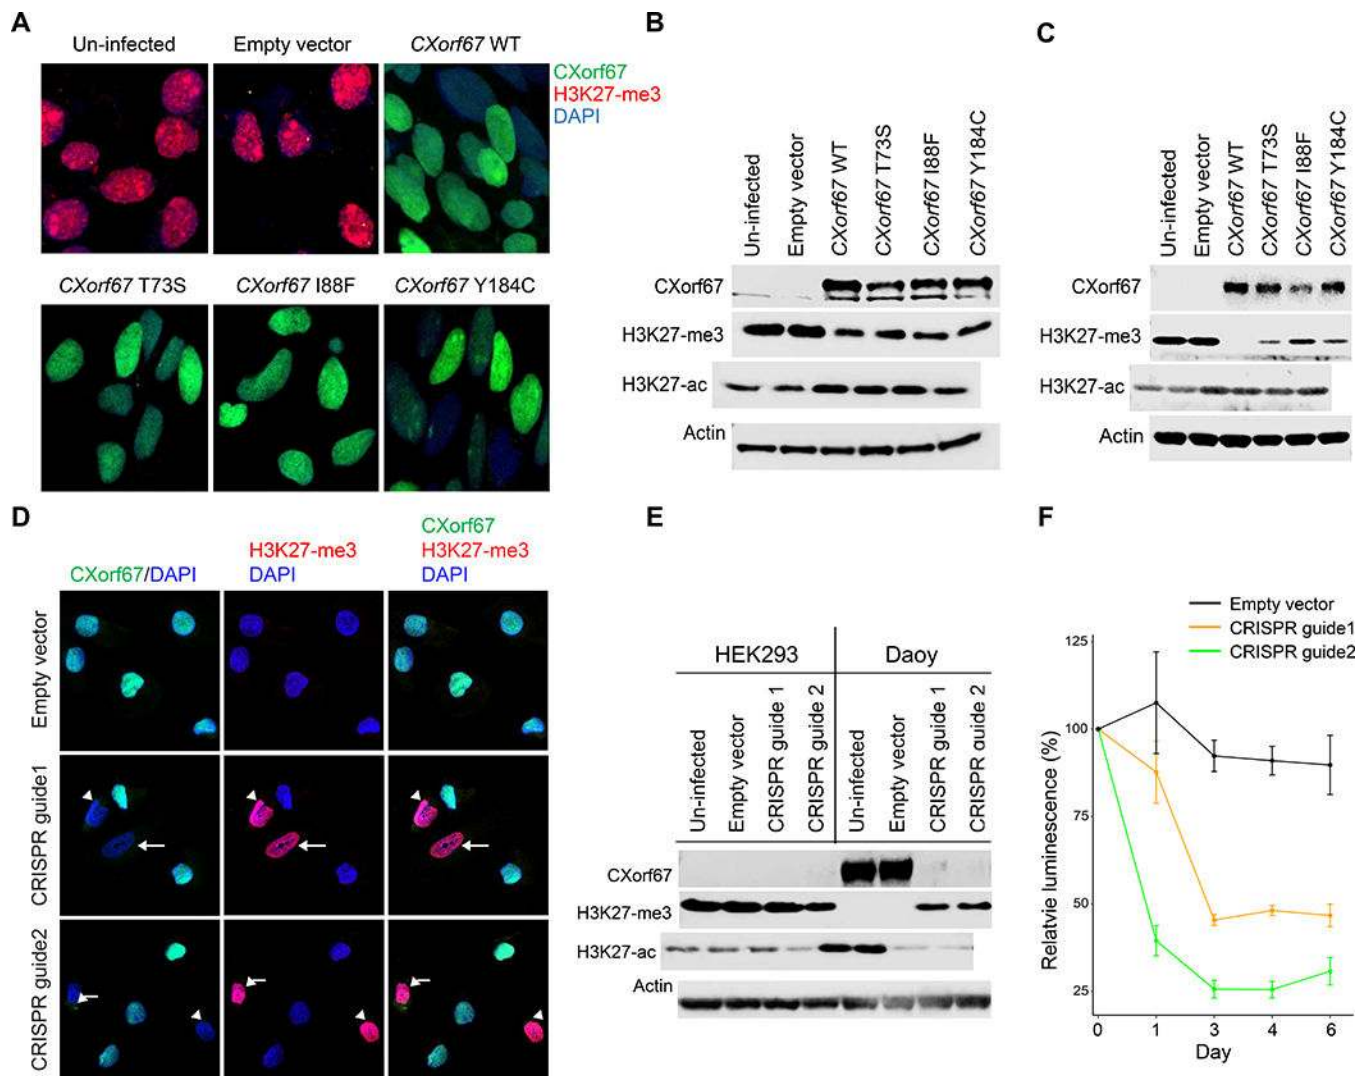 A
Un-infected
Empty vector
CXorf67 WT
CXorf67
H3K27-me3
DAPI
CXorf67 T73S
CXorf67 I88F
CXorf67 Y184C
B
Un-infected
Empty vector
CXorf67 WT
CXorf67 T73S
CXorf67 I88F
CXorf67 Y184C
CXorf67
H3K27-me3
H3K27-ac
Actin
C
Un-infected
Empty vector
CXorf67 WT
CXorf67 T73S
CXorf67 I88F
CXorf67 Y184C
CXorf67
H3K27-me3
H3K27-ac
Actin
D
CXorf67/DAPI
H3K27-me3
DAPI
CXorf67
H3K27-me3
DAPI
Empty vector
CRISPR guide1
CRISPR guide2
E
HEK293
Daoy
Un-infected
Empty vector
CRISPR guide 1
CRISPR guide 2
Un-infected
Empty vector
CRISPR guide 1
CRISPR guide 2
CXorf67
H3K27-me3
H3K27-ac
Actin
F
Empty vector
CRISPR guide1
CRISPR guide2
Relatvie luminescence (%)
125
100
75
50
25
0 1 3 4 6
Day